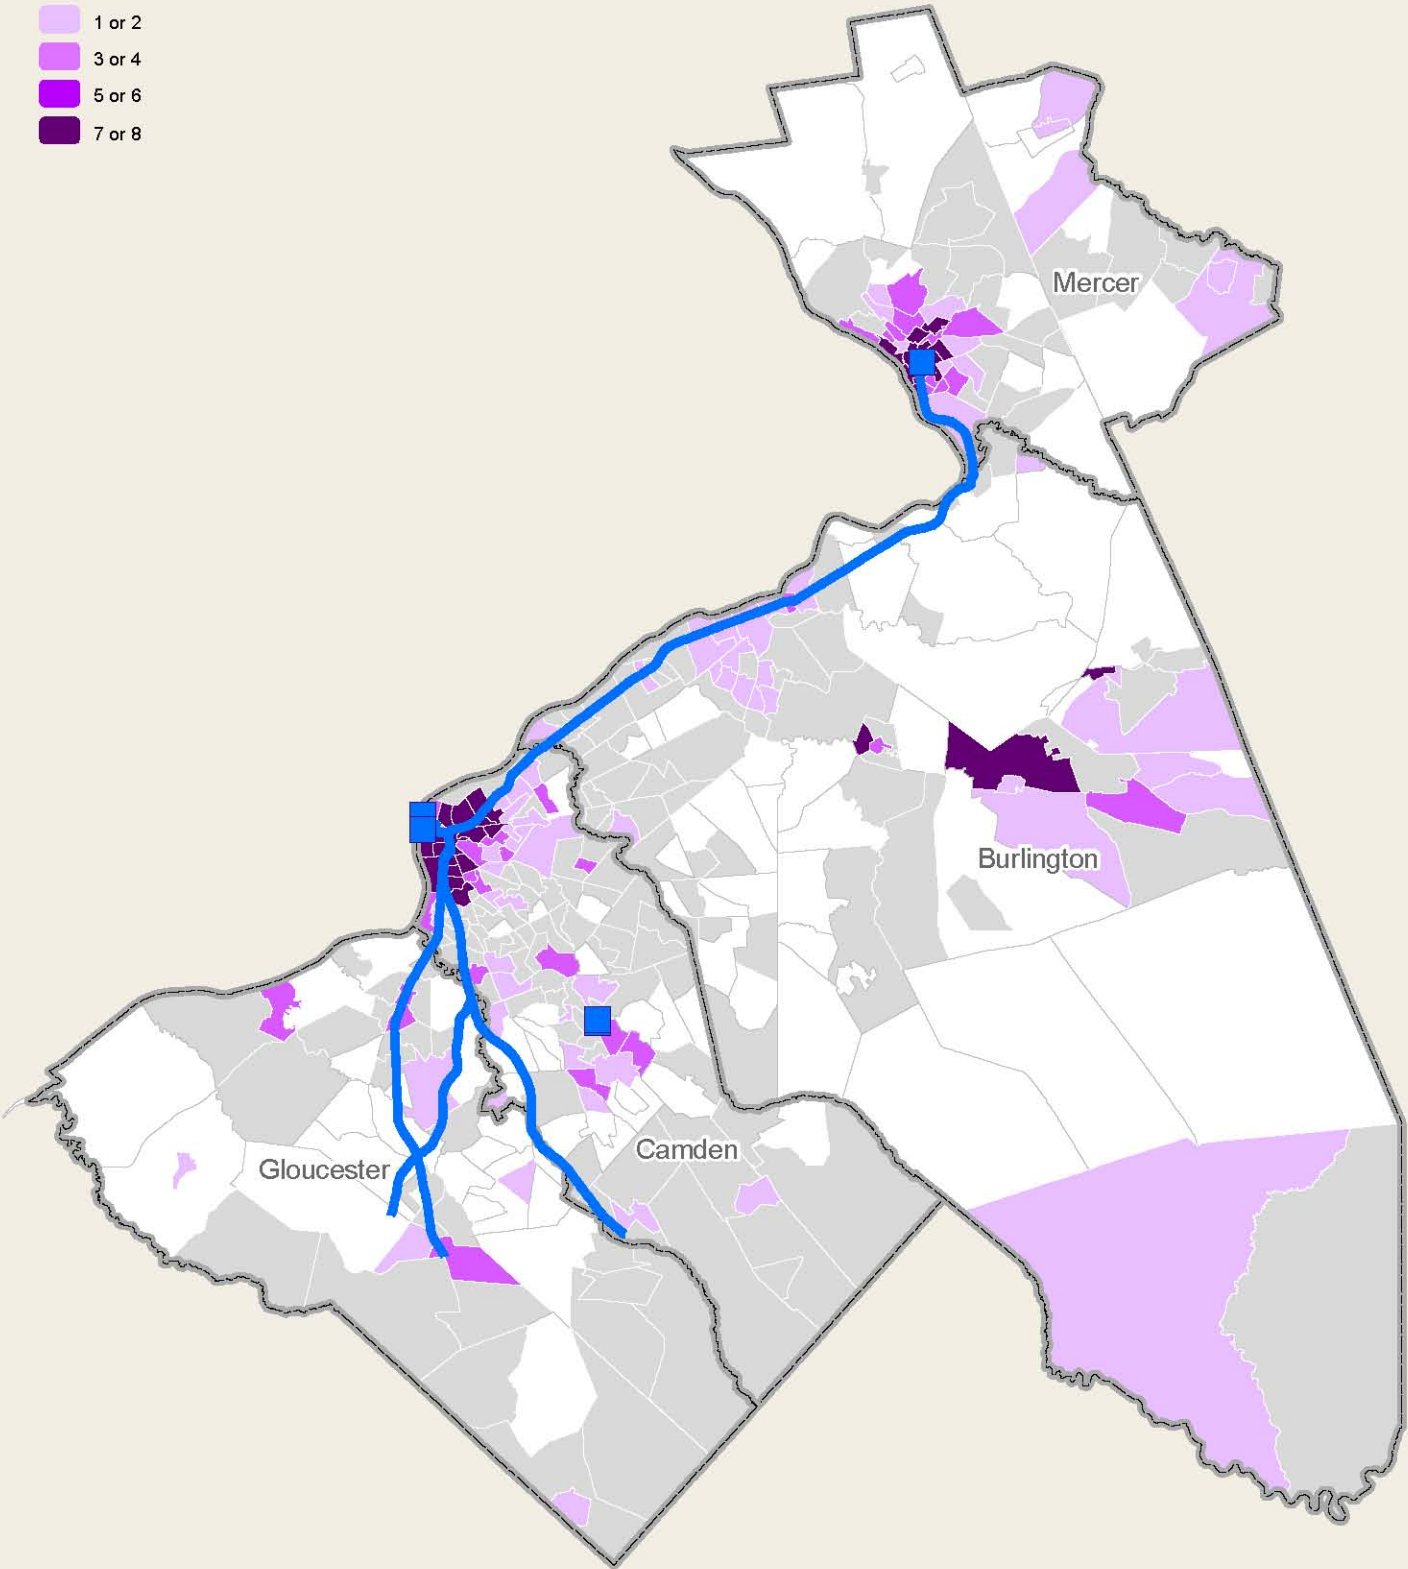 1 or 2
3 or 4
5 or 6
7 or 8
Mercer
Burlington
Camden
Gloucester